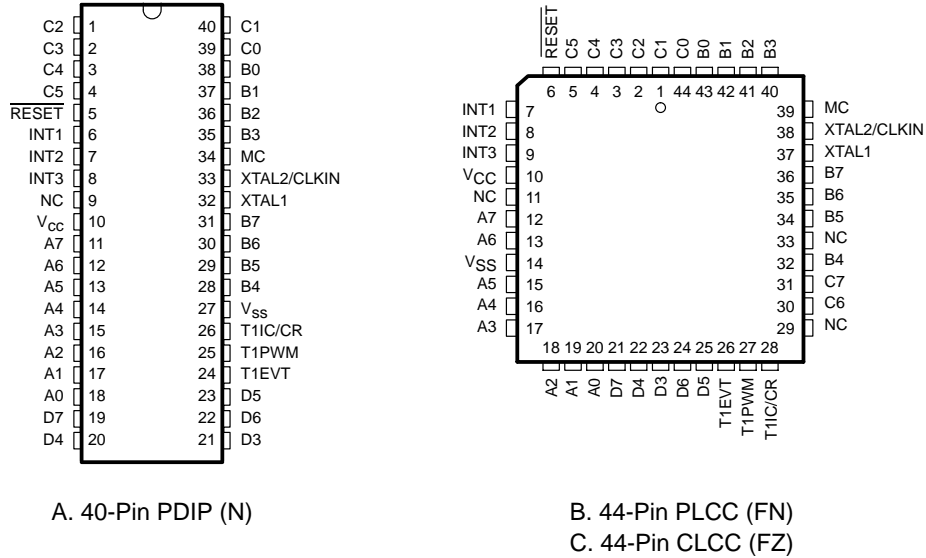 C2 1 40 C1
C3 2 39 C0
C4 3 38 B0
C5 4 37 B1
RESET 5 36 B2
INT1 6 35 B3
INT2 7 34 MC
INT3 8 33 XTAL2/CLKIN
NC 9 32 XTAL1
Vcc 10 31 B7
A7 11 30 B6
A6 12 29 B5
A5 13 28 B4
A4 14 27 VSS
A3 15 26 T1IC/CR
A2 16 25 T1PWM
A1 17 24 T1EVT
A0 18 23 D5
D7 19 22 D6
D4 20 21 D3
A. 40-Pin PDIP (N)
RESET C5 C4 C3 C2 C1 C0 B0 B1 B2 B3
6 5 4 3 2 1 44 43 42 41 40
INT1 7 39 MC
INT2 8 38 XTAL2/CLKIN
INT3 9 37 XTAL1
VCC 10 36 B7
NC 11 35 B6
A7 12 34 B5
A6 13 33 NC
VSS 14 32 B4
A5 15 31 C7
A4 16 30 C6
A3 17 29 NC
18 19 20 21 22 23 24 25 26 27 28
A2 A1 A0 D7 D4 D3 D6 D5 T1EVT T1PWM T1IC/CR
B. 44-Pin PLCC (FN)
C. 44-Pin CLCC (FZ)